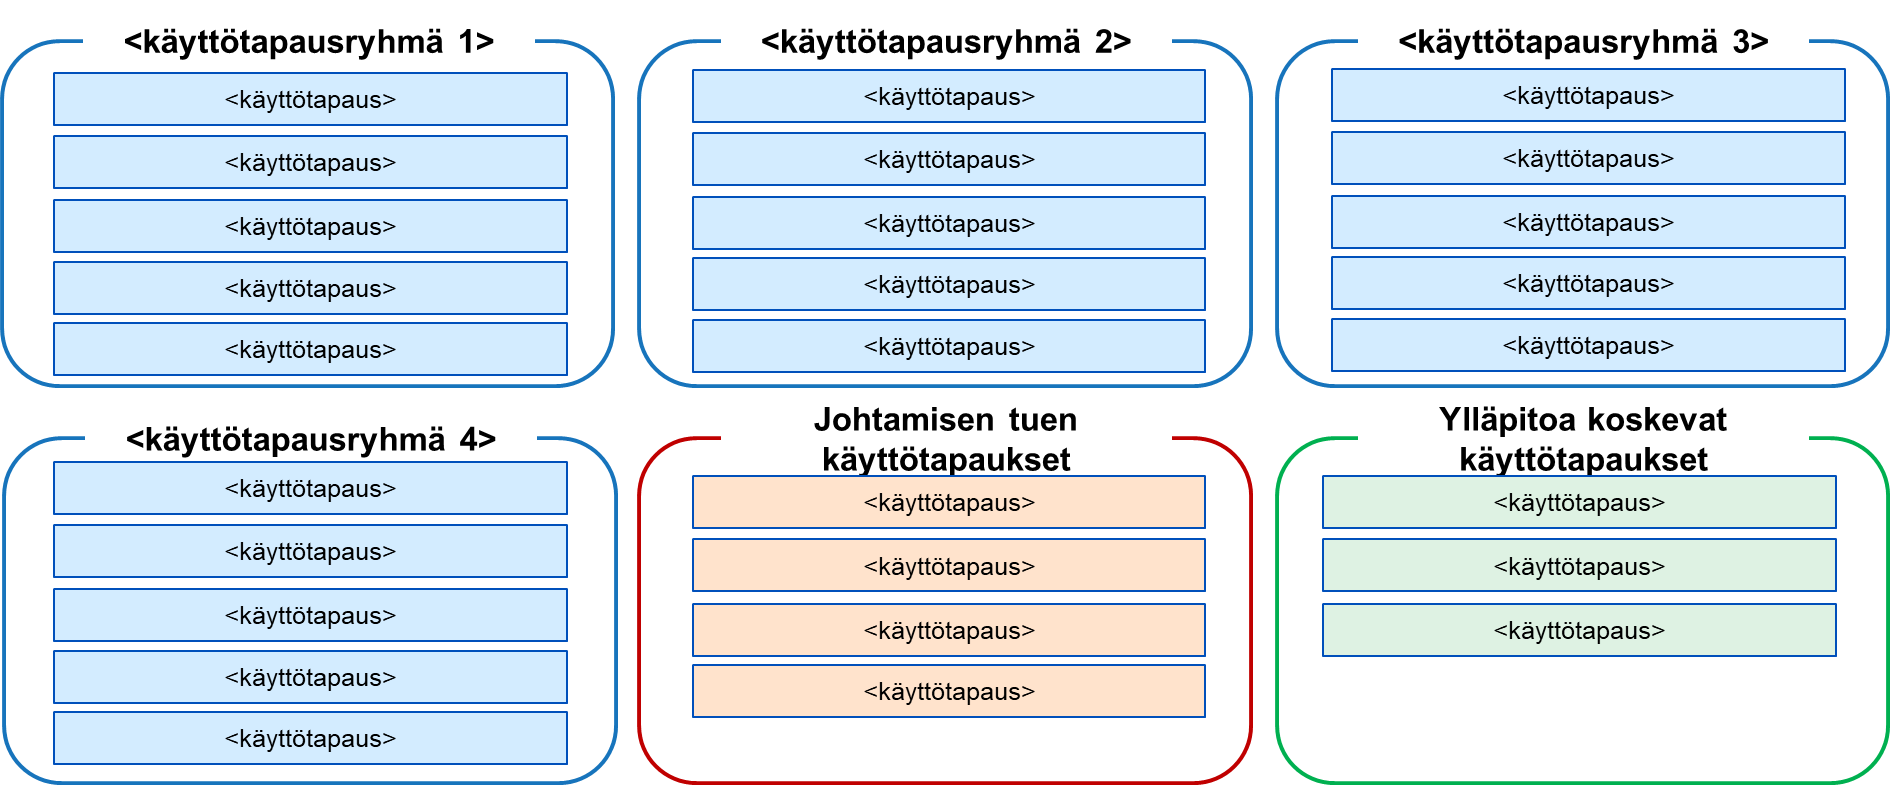 <käyttötapausryhmä 1>
<käyttötapaus>
<käyttötapaus>
<käyttötapaus>
<käyttötapaus>
<käyttötapaus>
<käyttötapausryhmä 2>
<käyttötapaus>
<käyttötapaus>
<käyttötapaus>
<käyttötapaus>
<käyttötapaus>
<käyttötapausryhmä 3>
<käyttötapaus>
<käyttötapaus>
<käyttötapaus>
<käyttötapaus>
<käyttötapaus>
<käyttötapausryhmä 4>
<käyttötapaus>
<käyttötapaus>
<käyttötapaus>
<käyttötapaus>
<käyttötapaus>
Johtamisen tuen
käyttötapaukset
<käyttötapaus>
<käyttötapaus>
<käyttötapaus>
<käyttötapaus>
Ylläpitoa koskevat
käyttötapaukset
<käyttötapaus>
<käyttötapaus>
<käyttötapaus>